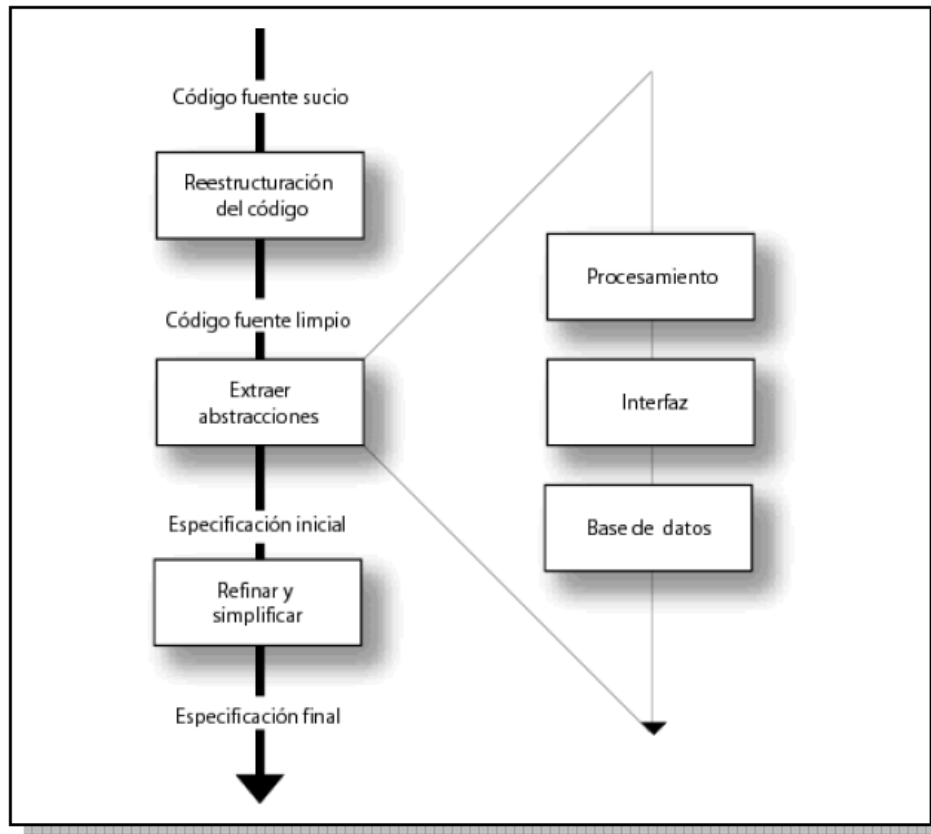 Código fuente sucio
Reestructuración
del código
Código fuente limpio
Extraer
abstracciones
Especificación inicial
Refinar y
simplificar
Especificación final
Procesamiento
Interfaz
Base de datos